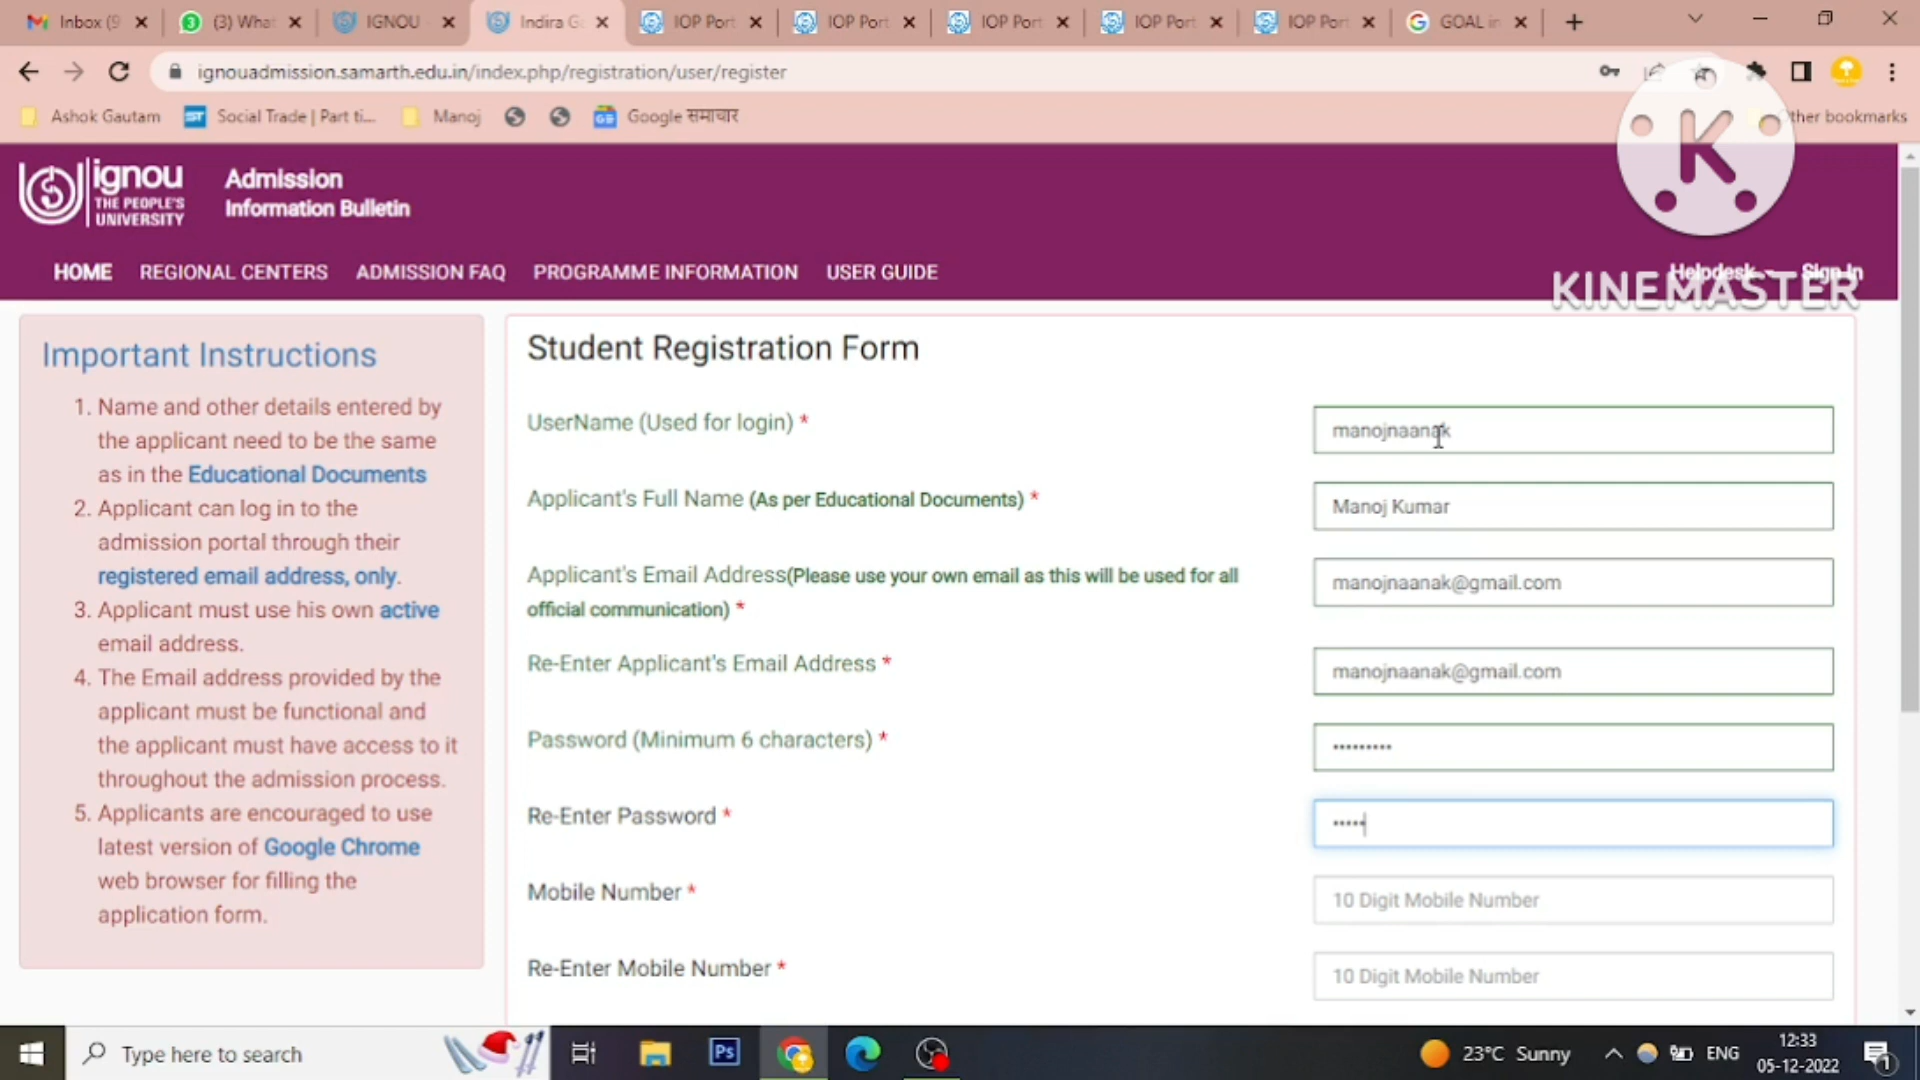 Inbox (9
(3) What
IGNOU
Indira G
IOP Port
IOP Port
IOP Port
IOP Port
IOP Port
GOAL in
ignouadmission.samarth.edu.in/index.php/registration/user/register
Ashok Gautam
Social Trade | Part ti...
Manoj
Google समाचार
Other bookmarks
ignou
THE PEOPLE'S
UNIVERSITY
Admission
Information Bulletin
K
KINEMASTER
HOME
REGIONAL CENTERS
ADMISSION FAQ
PROGRAMME INFORMATION
USER GUIDE
Helpdesk
Sign In
Important Instructions
1. Name and other details entered by
the applicant need to be the same
as in the Educational Documents
2. Applicant can log in to the
admission portal through their
registered email address, only.
3. Applicant must use his own active
email address.
4. The Email address provided by the
applicant must be functional and
the applicant must have access to it
throughout the admission process.
5. Applicants are encouraged to use
latest version of Google Chrome
web browser for filling the
application form.
Student Registration Form
UserName (Used for login) *
manojnaanak
Applicant's Full Name (As per Educational Documents) *
Manoj Kumar
Applicant's Email Address(Please use your own email as this will be used for all
official communication) *
manojnaanak@gmail.com
Re-Enter Applicant's Email Address *
manojnaanak@gmail.com
Password (Minimum 6 characters) *
•••••••••
Re-Enter Password *
•••••
Mobile Number *
10 Digit Mobile Number
Re-Enter Mobile Number *
10 Digit Mobile Number
Type here to search
Ps
23°C Sunny
ENG
12:33
05-12-2022
1